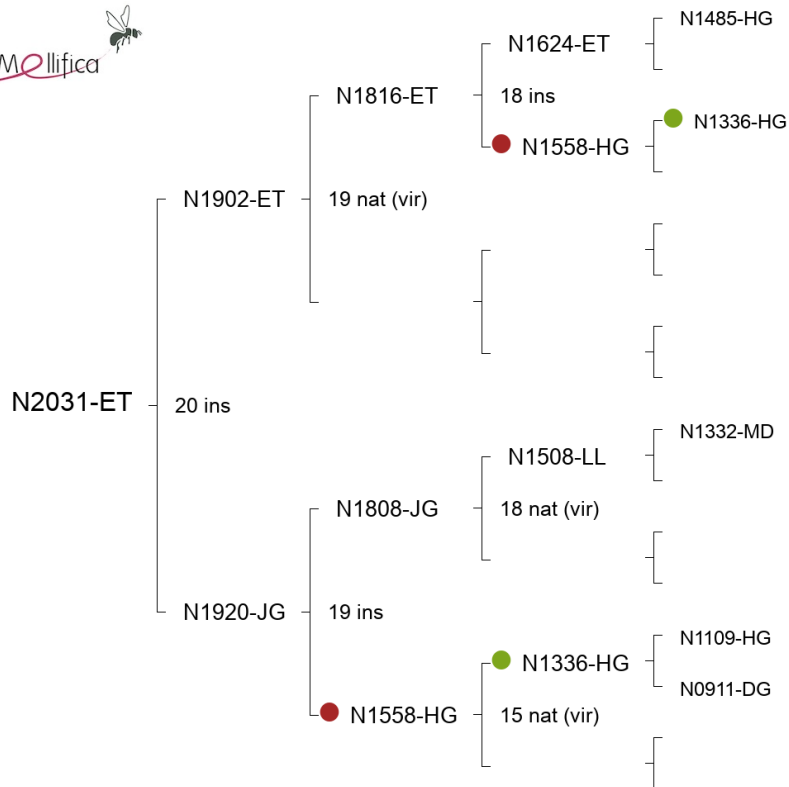 Mellifica
N1485-HG
N1624-ET
N1816-ET
18 ins
N1336-HG
N1558-HG
N1902-ET
19 nat (vir)
N2031-ET
20 ins
N1332-MD
N1508-LL
N1808-JG
18 nat (vir)
N1920-JG
19 ins
N1109-HG
N1336-HG
N0911-DG
N1558-HG
15 nat (vir)